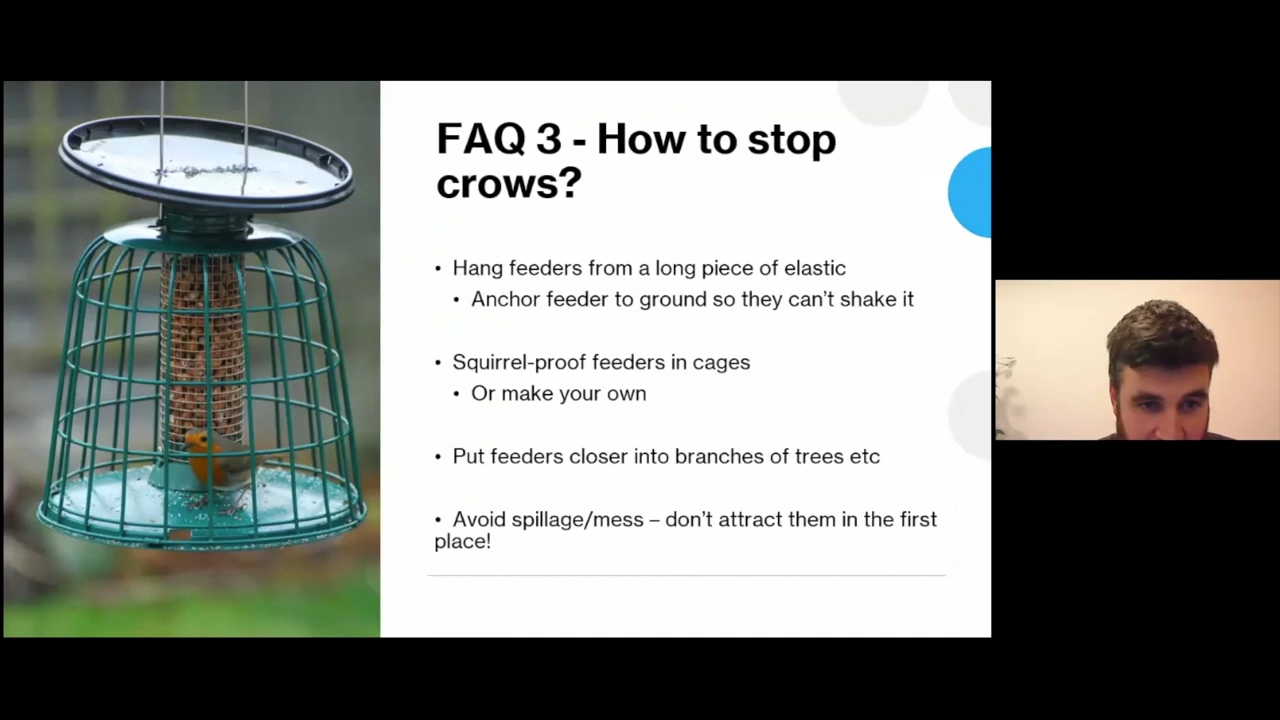 FAQ 3 - How to stop
crows?
• Hang feeders from a long piece of elastic
• Anchor feeder to ground so they can’t shake it
• Squirrel-proof feeders in cages
• Or make your own
• Put feeders closer into branches of trees etc
• Avoid spillage/mess – don’t attract them in the first
place!